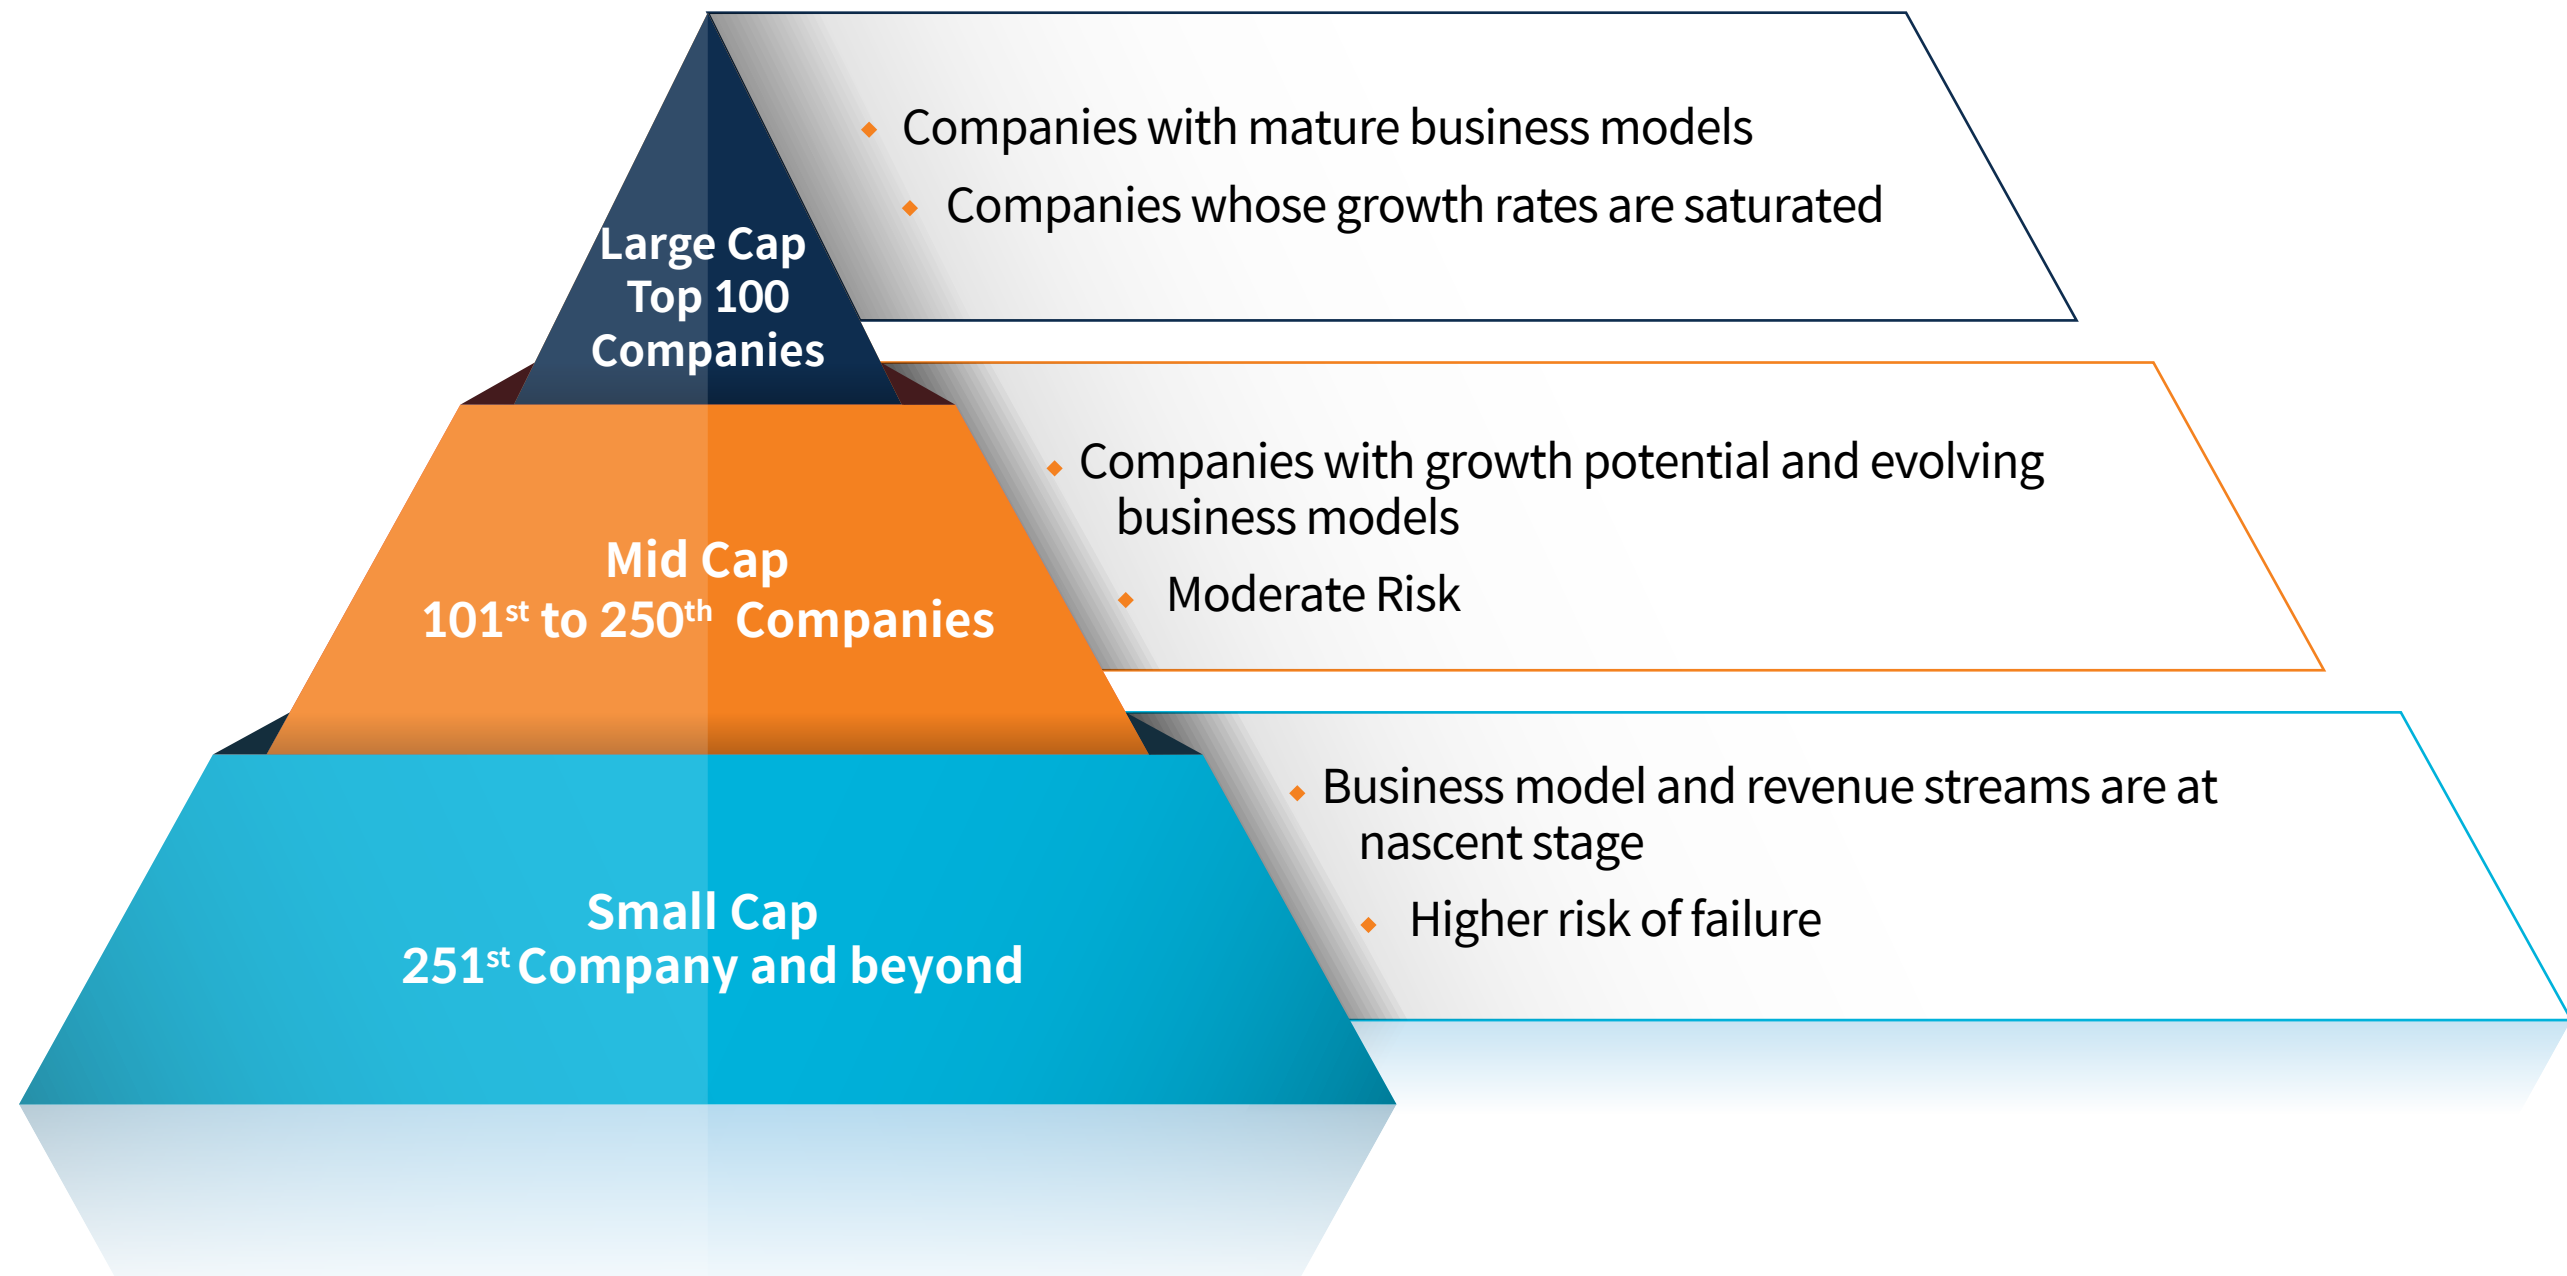 Large Cap
Top 100
Companies
◆ Companies with mature business models
◆ Companies whose growth rates are saturated
Mid Cap
101st to 250th Companies
◆ Companies with growth potential and evolving
business models
◆ Moderate Risk
Small Cap
251st Company and beyond
◆ Business model and revenue streams are at
nascent stage
◆ Higher risk of failure